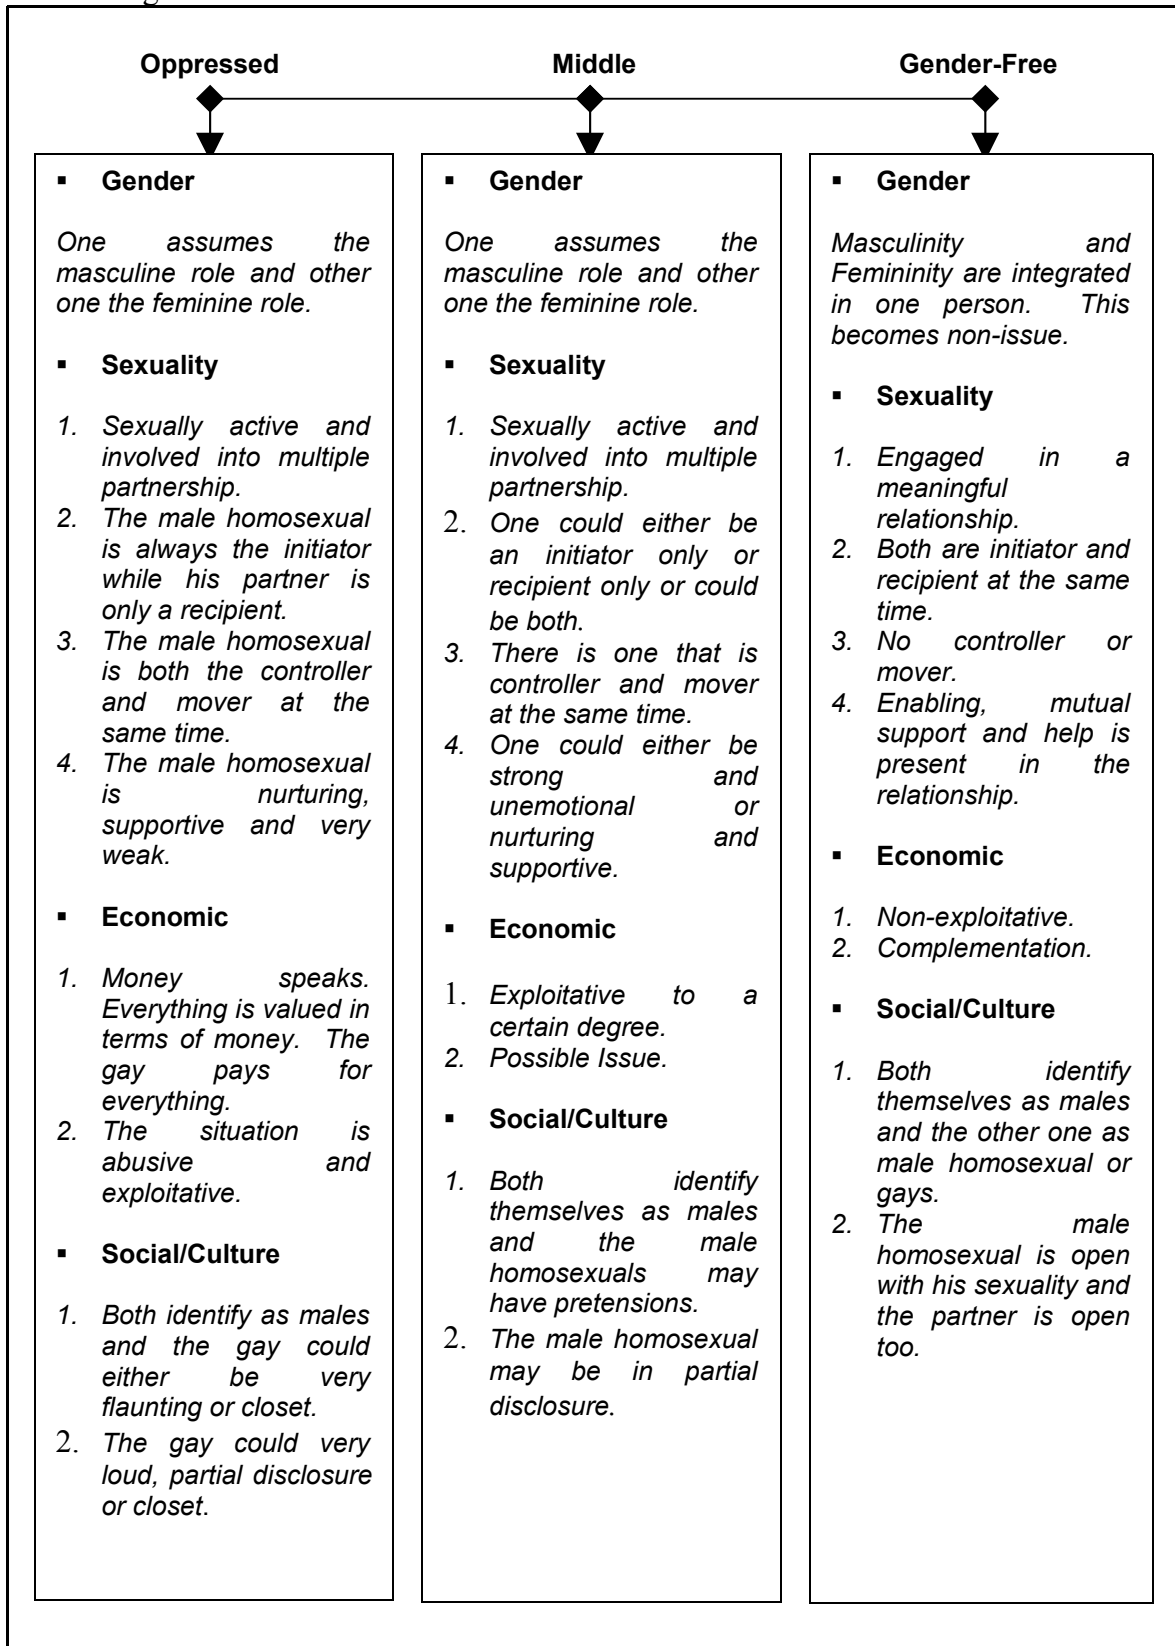 Oppressed Middle Gender-Free
▪ Gender
One assumes the
masculine role and other
one the feminine role.
▪ Sexuality
1. Sexually active and
involved into multiple
partnership.
2. The male homosexual
is always the initiator
while his partner is
only a recipient.
3. The male homosexual
is both the controller
and mover at the
same time.
4. The male homosexual
is nurturing,
supportive and very
weak.
▪ Economic
1. Money speaks.
Everything is valued in
terms of money. The
gay pays for
everything.
2. The situation is
abusive and
exploitative.
▪ Social/Culture
1. Both identify as males
and the gay could
either be very
flaunting or closet.
2. The gay could very
loud, partial disclosure
or closet.
▪ Gender
One assumes the
masculine role and other
one the feminine role.
▪ Sexuality
1. Sexually active and
involved into multiple
partnership.
2. One could either be
an initiator only or
recipient only or could
be both.
3. There is one that is
controller and mover
at the same time.
4. One could either be
strong and
unemotional or
nurturing and
supportive.
▪ Economic
1. Exploitative to a
certain degree.
2. Possible Issue.
▪ Social/Culture
1. Both identify
themselves as males
and the male
homosexuals may
have pretensions.
2. The male homosexual
may be in partial
disclosure.
▪ Gender
Masculinity and
Femininity are integrated
in one person. This
becomes non-issue.
▪ Sexuality
1. Engaged in a
meaningful
relationship.
2. Both are initiator and
recipient at the same
time.
3. No controller or
mover.
4. Enabling, mutual
support and help is
present in the
relationship.
▪ Economic
1. Non-exploitative.
2. Complementation.
▪ Social/Culture
1. Both identify
themselves as males
and the other one as
male homosexual or
gays.
2. The male
homosexual is open
with his sexuality and
the partner is open
too.